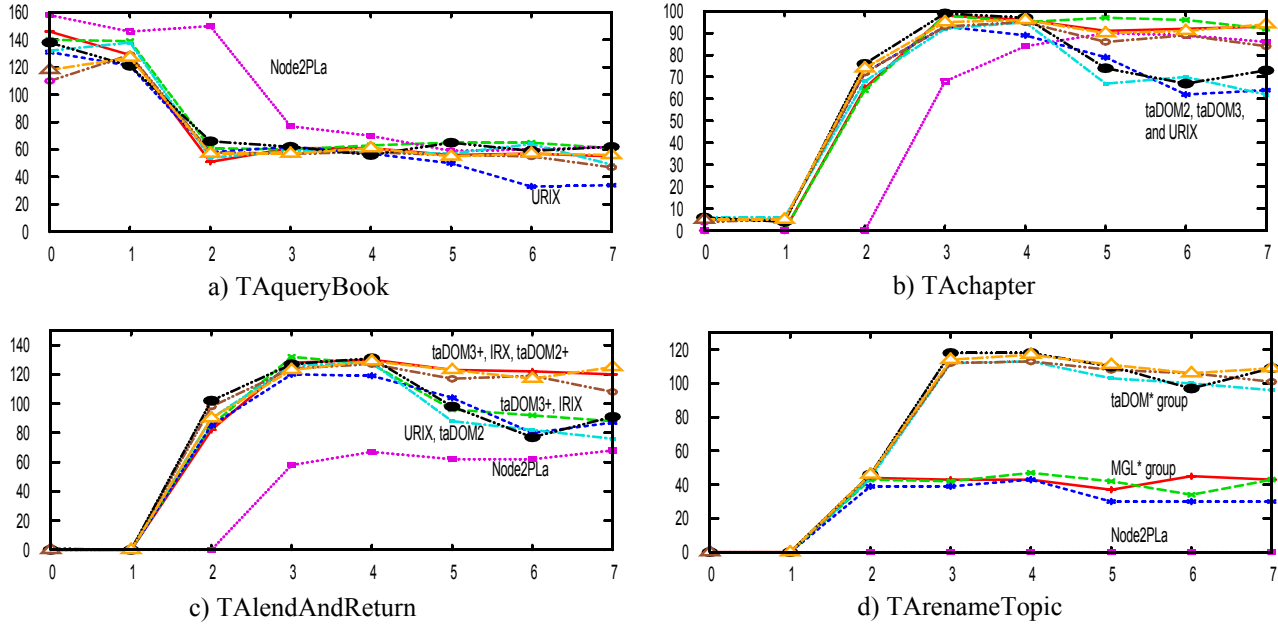 160
140
120
100
80
60
40
20
0
Node2PLa
URIX
0 1 2 3 4 5 6 7
a) TAqueryBook
100
90
80
70
60
50
40
30
20
10
0
taDOM2, taDOM3,
and URIX
0 1 2 3 4 5 6 7
b) TAchapter
140
120
100
80
60
40
20
0
taDOM3+, IRX, taDOM2+
taDOM3+, IRIX
URIX, taDOM2
Node2PLa
0 1 2 3 4 5 6 7
c) TAlendAndReturn
120
100
80
60
40
20
0
taDOM* group
MGL* group
Node2PLa
0 1 2 3 4 5 6 7
d) TArenameTopic